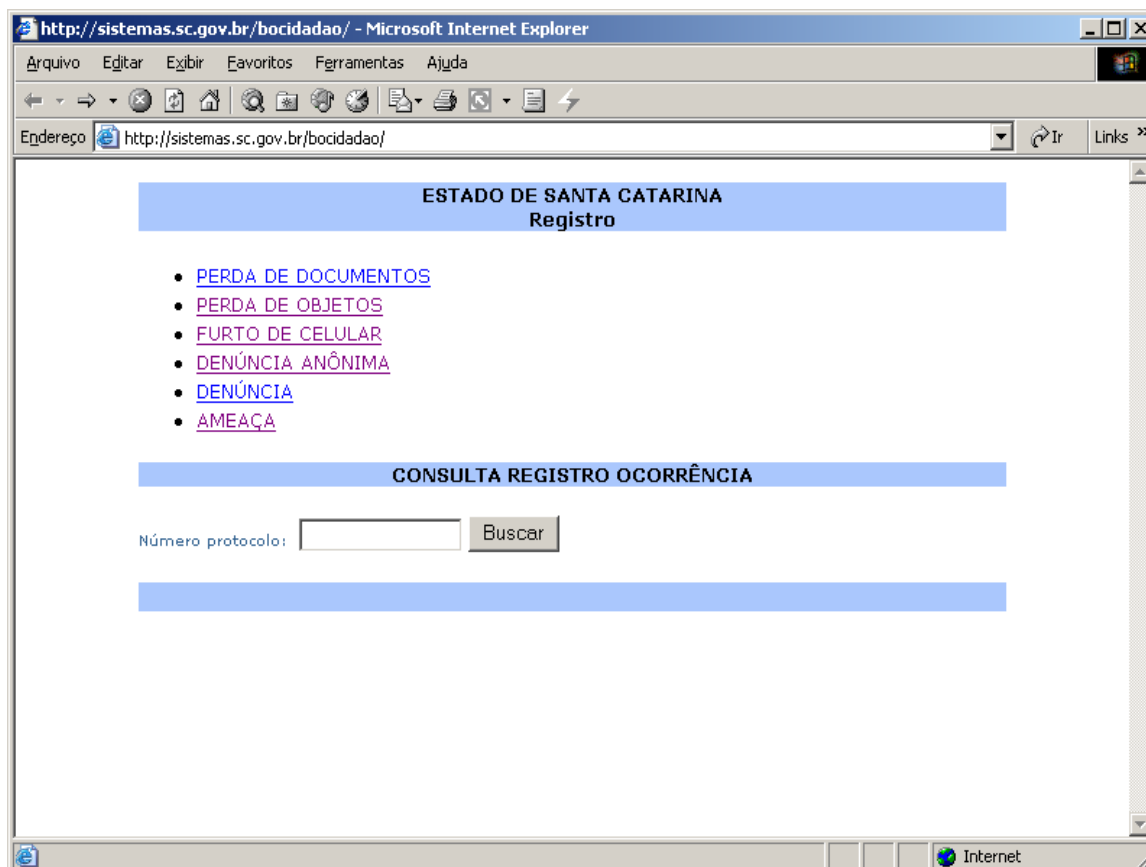 http://sistemas.sc.gov.br/bocidadao/ - Microsoft Internet Explorer
Arquivo Editar Exibir Favoritos Ferramentas Ajuda
Endereço http://sistemas.sc.gov.br/bocidadao/ Ir Links »
ESTADO DE SANTA CATARINA
Registro
• PERDA DE DOCUMENTOS
• PERDA DE OBJETOS
• FURTO DE CELULAR
• DENÚNCIA ANÔNIMA
• DENÚNCIA
• AMEAÇA
CONSULTA REGISTRO OCORRÊNCIA
Número protocolo: Buscar
Internet